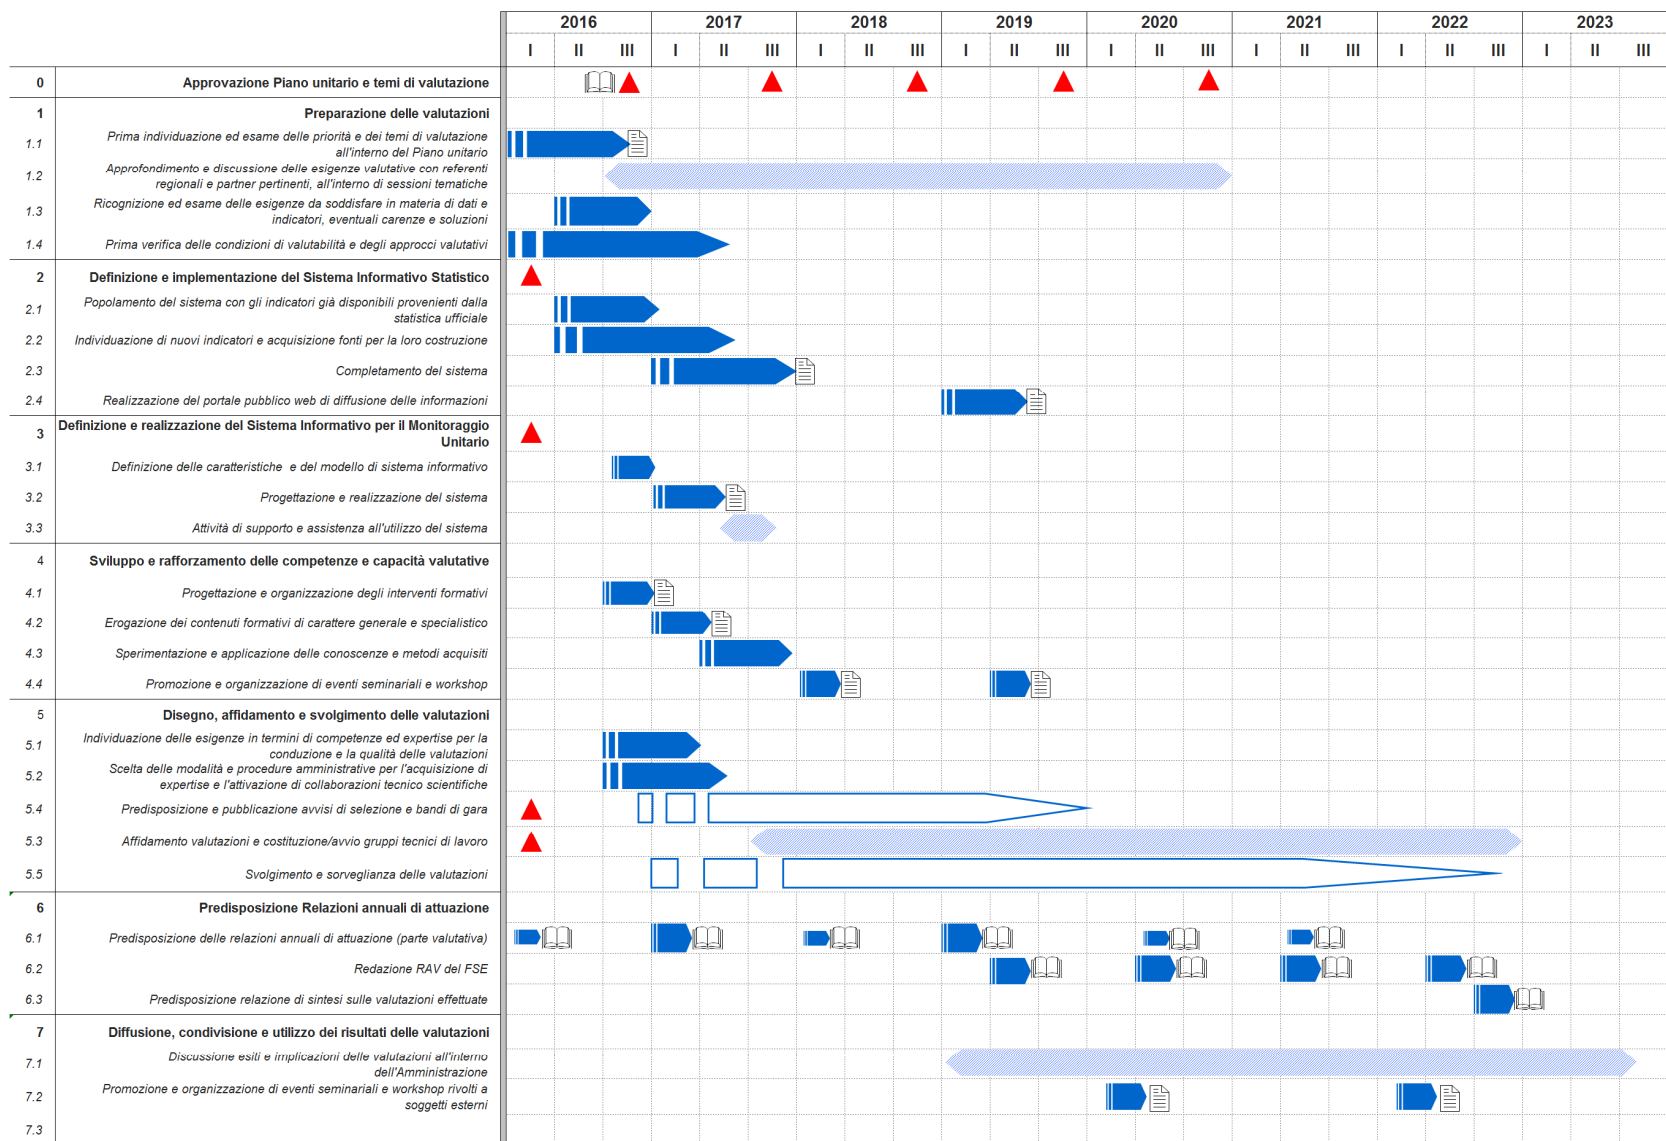 2016 2017 2018 2019 2020 2021 2022 2023
I II III I II III I II III I II III I II III I II III I II III I II III
0 Approvazione Piano unitario e temi di valutazione
1 Preparazione delle valutazioni
1.1 Prima individuazione ed esame delle priorità e dei temi di valutazione
all'interno del Piano unitario
1.2 Approfondimento e discussione delle esigenze valutative con referenti
regionali e partner pertinenti, all'interno di sessioni tematiche
1.3 Ricognizione ed esame delle esigenze da soddisfare in materia di dati e
indicatori, eventuali carenze e soluzioni
1.4 Prima verifica delle condizioni di valutabilità e degli approcci valutativi
2 Definizione e implementazione del Sistema Informativo Statistico
2.1 Popolamento del sistema con gli indicatori già disponibili provenienti dalla
statistica ufficiale
2.2 Individuazione di nuovi indicatori e acquisizione fonti per la loro costruzione
2.3 Completamento del sistema
2.4 Realizzazione del portale pubblico web di diffusione delle informazioni
3 Definizione e realizzazione del Sistema Informativo per il Monitoraggio
Unitario
3.1 Definizione delle caratteristiche e del modello di sistema informativo
3.2 Progettazione e realizzazione del sistema
3.3 Attività di supporto e assistenza all'utilizzo del sistema
4 Sviluppo e rafforzamento delle competenze e capacità valutative
4.1 Progettazione e organizzazione degli interventi formativi
4.2 Erogazione dei contenuti formativi di carattere generale e specialistico
4.3 Sperimentazione e applicazione delle conoscenze e metodi acquisiti
4.4 Promozione e organizzazione di eventi seminariali e workshop
5 Disegno, affidamento e svolgimento delle valutazioni
5.1 Individuazione delle esigenze in termini di competenze ed expertise per la
conduzione e la qualità delle valutazioni
5.2 Scelta delle modalità e procedure amministrative per l'acquisizione di
expertise e l'attivazione di collaborazioni tecnico scientifiche
5.4 Predisposizione e pubblicazione avvisi di selezione e bandi di gara
5.3 Affidamento valutazioni e costituzione/avvio gruppi tecnici di lavoro
5.5 Svolgimento e sorveglianza delle valutazioni
6 Predisposizione Relazioni annuali di attuazione
6.1 Predisposizione delle relazioni annuali di attuazione (parte valutativa)
6.2 Redazione RAV del FSE
6.3 Predisposizione relazione di sintesi sulle valutazioni effettuate
7 Diffusione, condivisione e utilizzo dei risultati delle valutazioni
7.1 Discussione esiti e implicazioni delle valutazioni all'interno
dell'Amministrazione
7.2 Promozione e organizzazione di eventi seminariali e workshop rivolti a
soggetti esterni
7.3